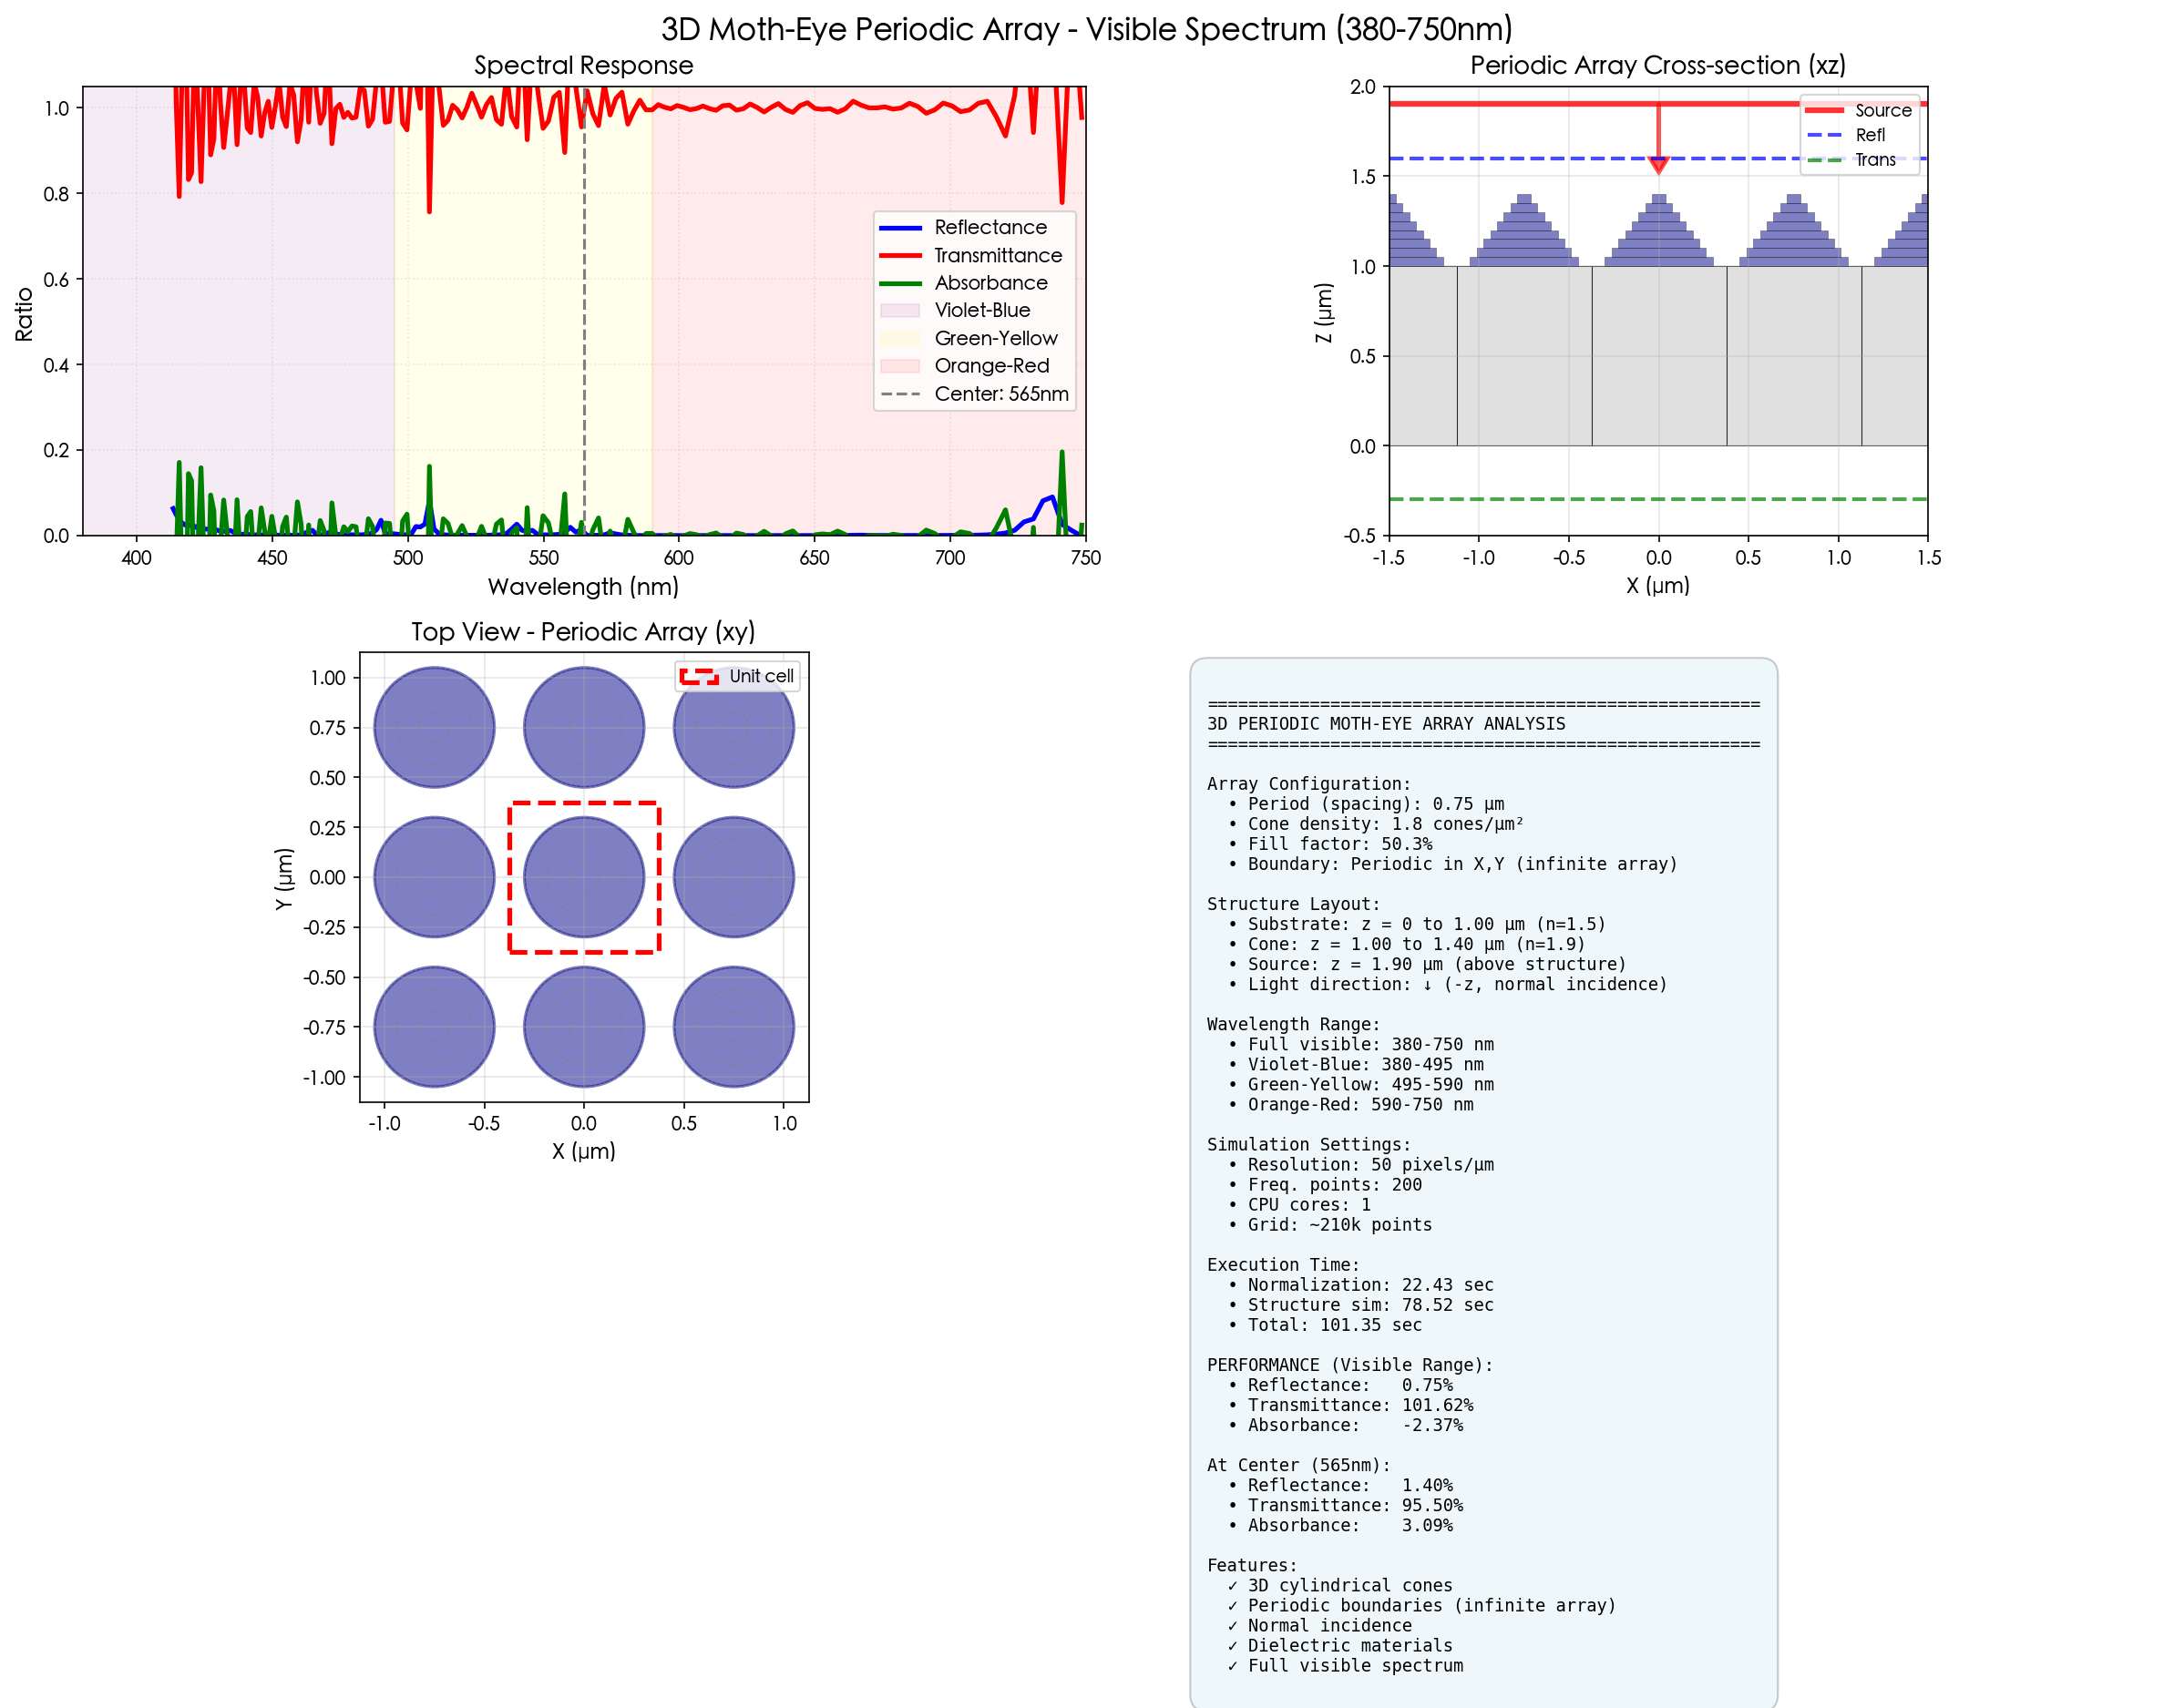 3D Moth-Eye Periodic Array - Visible Spectrum (380-750nm)
Spectral Response
Ratio
1.0
0.8
0.6
0.4
0.2
0.0
400
450
500
550
600
650
700
750
Wavelength (nm)
Reflectance
Transmittance
Absorbance
Violet-Blue
Green-Yellow
Orange-Red
Center: 565nm
Periodic Array Cross-section (xz)
Z (μm)
2.0
1.5
1.0
0.5
0.0
-0.5
-1.5
-1.0
-0.5
0.0
0.5
1.0
1.5
X (μm)
Source
Refl
Trans
Top View - Periodic Array (xy)
Y (μm)
1.00
0.75
0.50
0.25
0.00
-0.25
-0.50
-0.75
-1.00
-1.0
-0.5
0.0
0.5
1.0
X (μm)
Unit cell
======================================================
3D PERIODIC MOTH-EYE ARRAY ANALYSIS
======================================================
Array Configuration:
• Period (spacing): 0.75 μm
• Cone density: 1.8 cones/μm²
• Fill factor: 50.3%
• Boundary: Periodic in X,Y (infinite array)
Structure Layout:
• Substrate: z = 0 to 1.00 μm (n=1.5)
• Cone: z = 1.00 to 1.40 μm (n=1.9)
• Source: z = 1.90 μm (above structure)
• Light direction: ↓ (-z, normal incidence)
Wavelength Range:
• Full visible: 380-750 nm
• Violet-Blue: 380-495 nm
• Green-Yellow: 495-590 nm
• Orange-Red: 590-750 nm
Simulation Settings:
• Resolution: 50 pixels/μm
• Freq. points: 200
• CPU cores: 1
• Grid: ~210k points
Execution Time:
• Normalization: 22.43 sec
• Structure sim: 78.52 sec
• Total: 101.35 sec
PERFORMANCE (Visible Range):
• Reflectance: 0.75%
• Transmittance: 101.62%
• Absorbance: -2.37%
At Center (565nm):
• Reflectance: 1.40%
• Transmittance: 95.50%
• Absorbance: 3.09%
Features:
✓ 3D cylindrical cones
✓ Periodic boundaries (infinite array)
✓ Normal incidence
✓ Dielectric materials
✓ Full visible spectrum